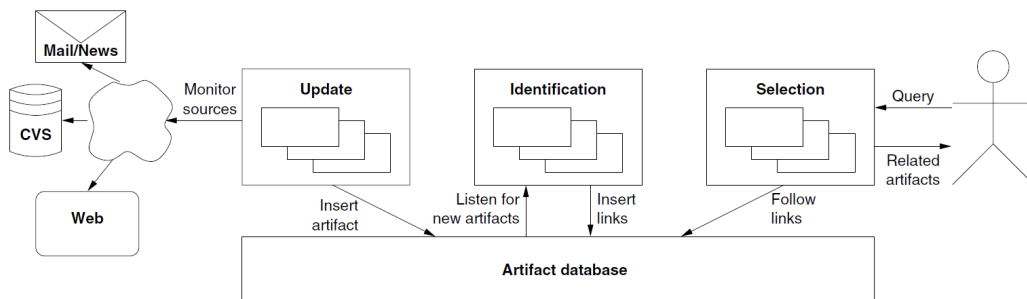 Mail/News
CVS
Web
Monitor
sources
Update
Insert
artifact
Identification
Listen for
new artifacts
Insert
links
Selection
Follow
links
Query
Related
artifacts
Artifact database